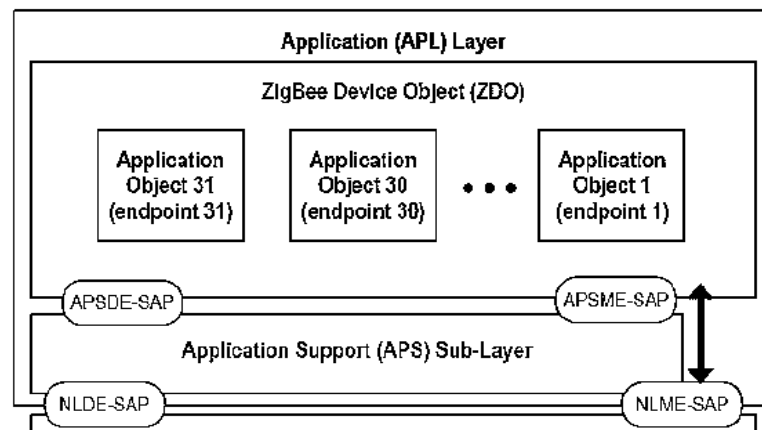 Application (APL) Layer
ZigBee Device Object (ZDO)
Application
Object 31
(endpoint 31)
Application
Object 30
(endpoint 30)
Application
Object 1
(endpoint 1)
APSDE-SAP
APSME-SAP
Application Support (APS) Sub-Layer
NLDE-SAP
NLME-SAP